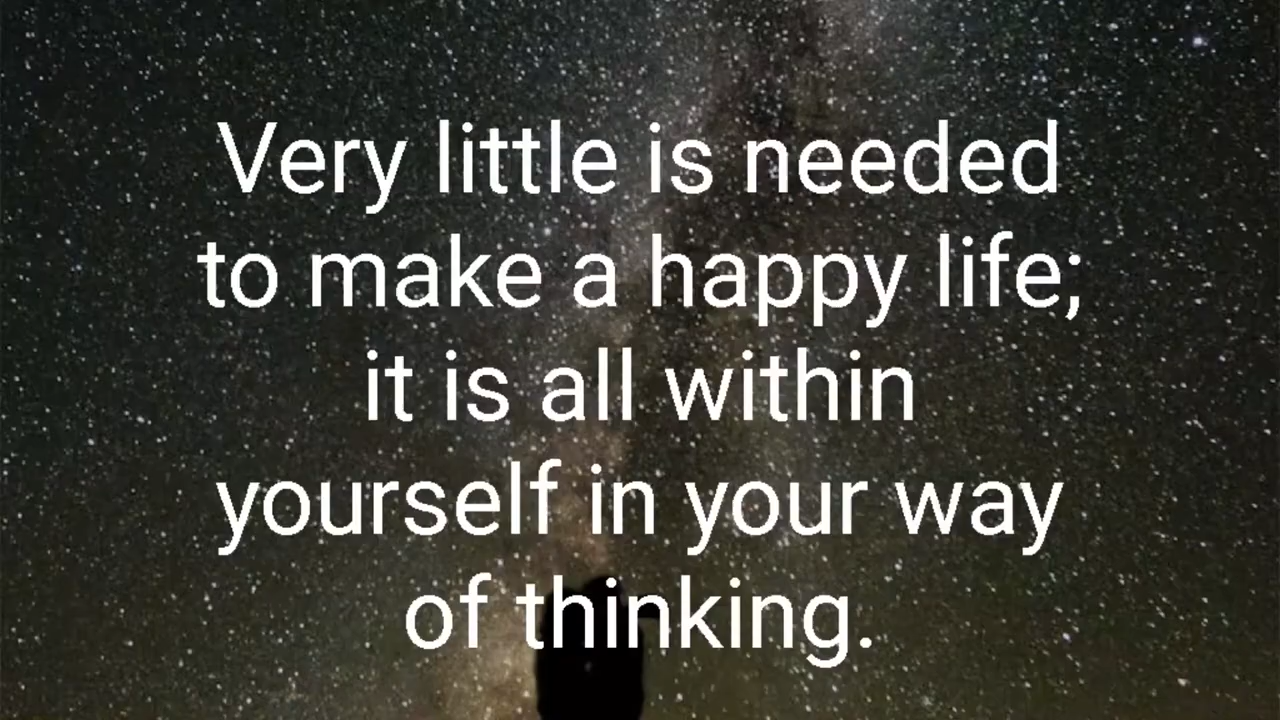 Very little is needed
to make a happy life;
it is all within
yourself in your way
of thinking.